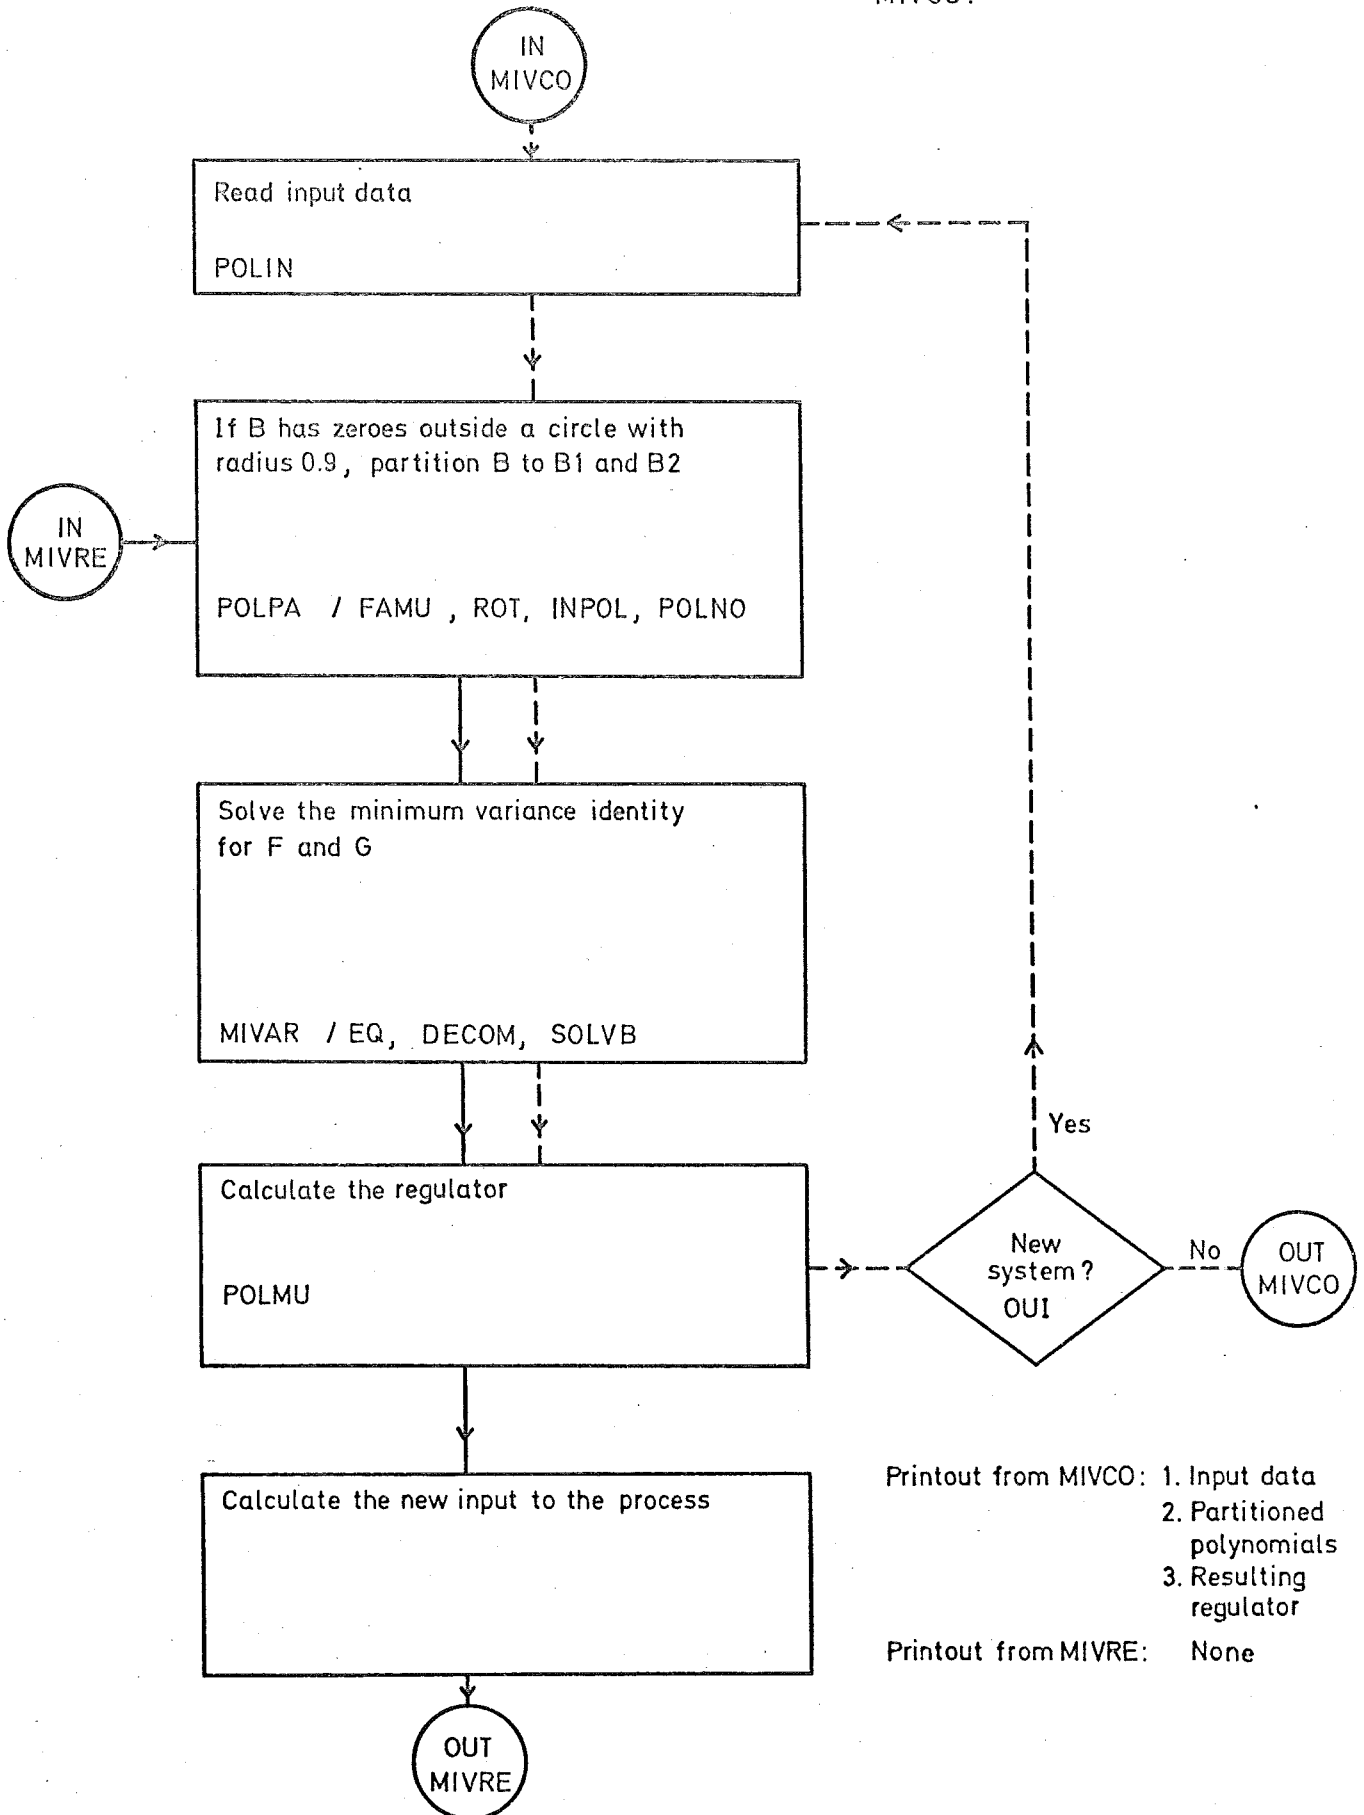 MIVCO.
IN
MIVCO
Read input data
POLIN
If B has zeroes outside a circle with
radius 0.9, partition B to B1 and B2
IN
MIVRE
POLPA / FAMU , ROT, INPOL, POLNO
Solve the minimum variance identity
for F and G
MIVAR / EQ, DECOM, SOLVB
Yes
Calculate the regulator
POLMU
New
system?
OUI
No
OUT
MIVCO
Calculate the new input to the process
Printout from MIVCO: 1. Input data
2. Partitioned
polynomials
3. Resulting
regulator
Printout from MIVRE: None
OUT
MIVRE